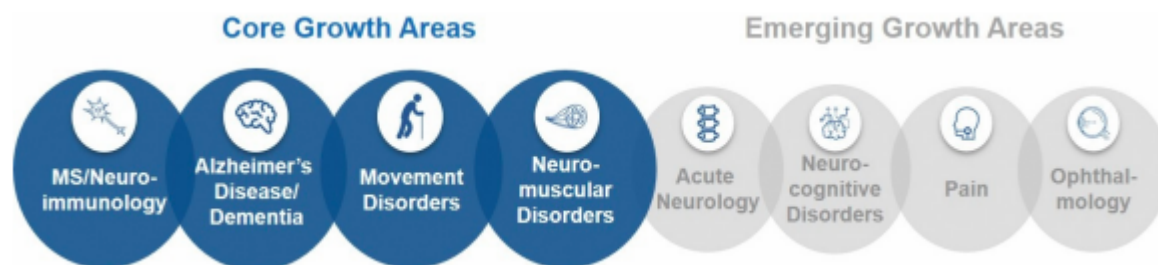 Core Growth Areas
Emerging Growth Areas
MS/Neuro-
immunology
Alzheimer's
Disease/
Dementia
Movement
Disorders
Neuro-
muscular
Disorders
Acute
Neurology
Neuro-
cognitive
Disorders
Pain
Ophthal-
mology